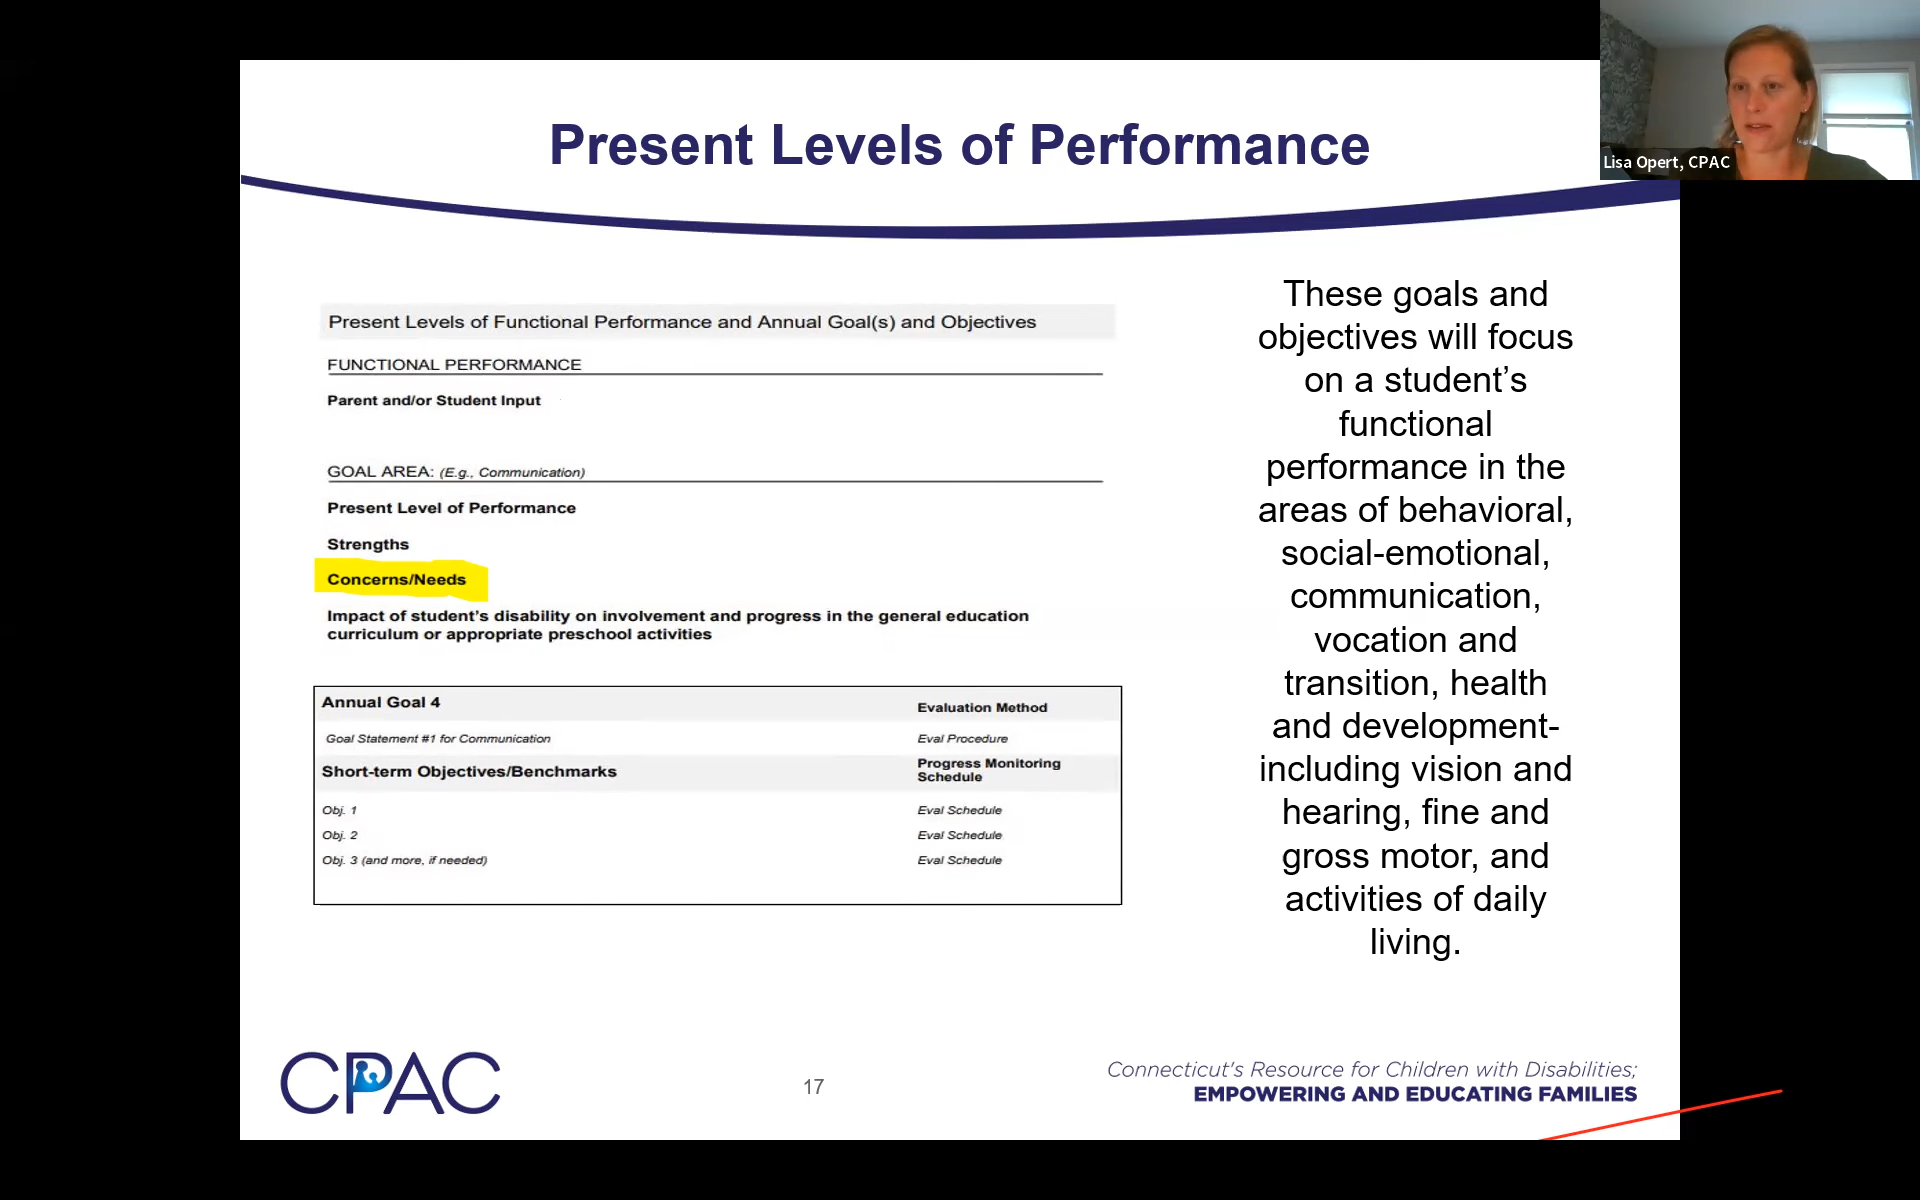 Present Levels of Performance
Lisa Opert, CPAC
Present Levels of Functional Performance and Annual Goal(s) and Objectives
FUNCTIONAL PERFORMANCE
Parent and/or Student Input
GOAL AREA: (E.g., Communication)
Present Level of Performance
Strengths
Concerns/Needs
Impact of student's disability on involvement and progress in the general education
curriculum or appropriate preschool activities
Annual Goal 4
Evaluation Method
Goal Statement #1 for Communication
Eval Procedure
Short-term Objectives/Benchmarks
Progress Monitoring
Schedule
Obj. 1
Eval Schedule
Obj. 2
Eval Schedule
Obj. 3 (and more, if needed)
Eval Schedule
These goals and
objectives will focus
on a student’s
functional
performance in the
areas of behavioral,
social-emotional,
communication,
vocation and
transition, health
and development-
including vision and
hearing, fine and
gross motor, and
activities of daily
living.
CPAC
17
Connecticut's Resource for Children with Disabilities;
EMPOWERING AND EDUCATING FAMILIES